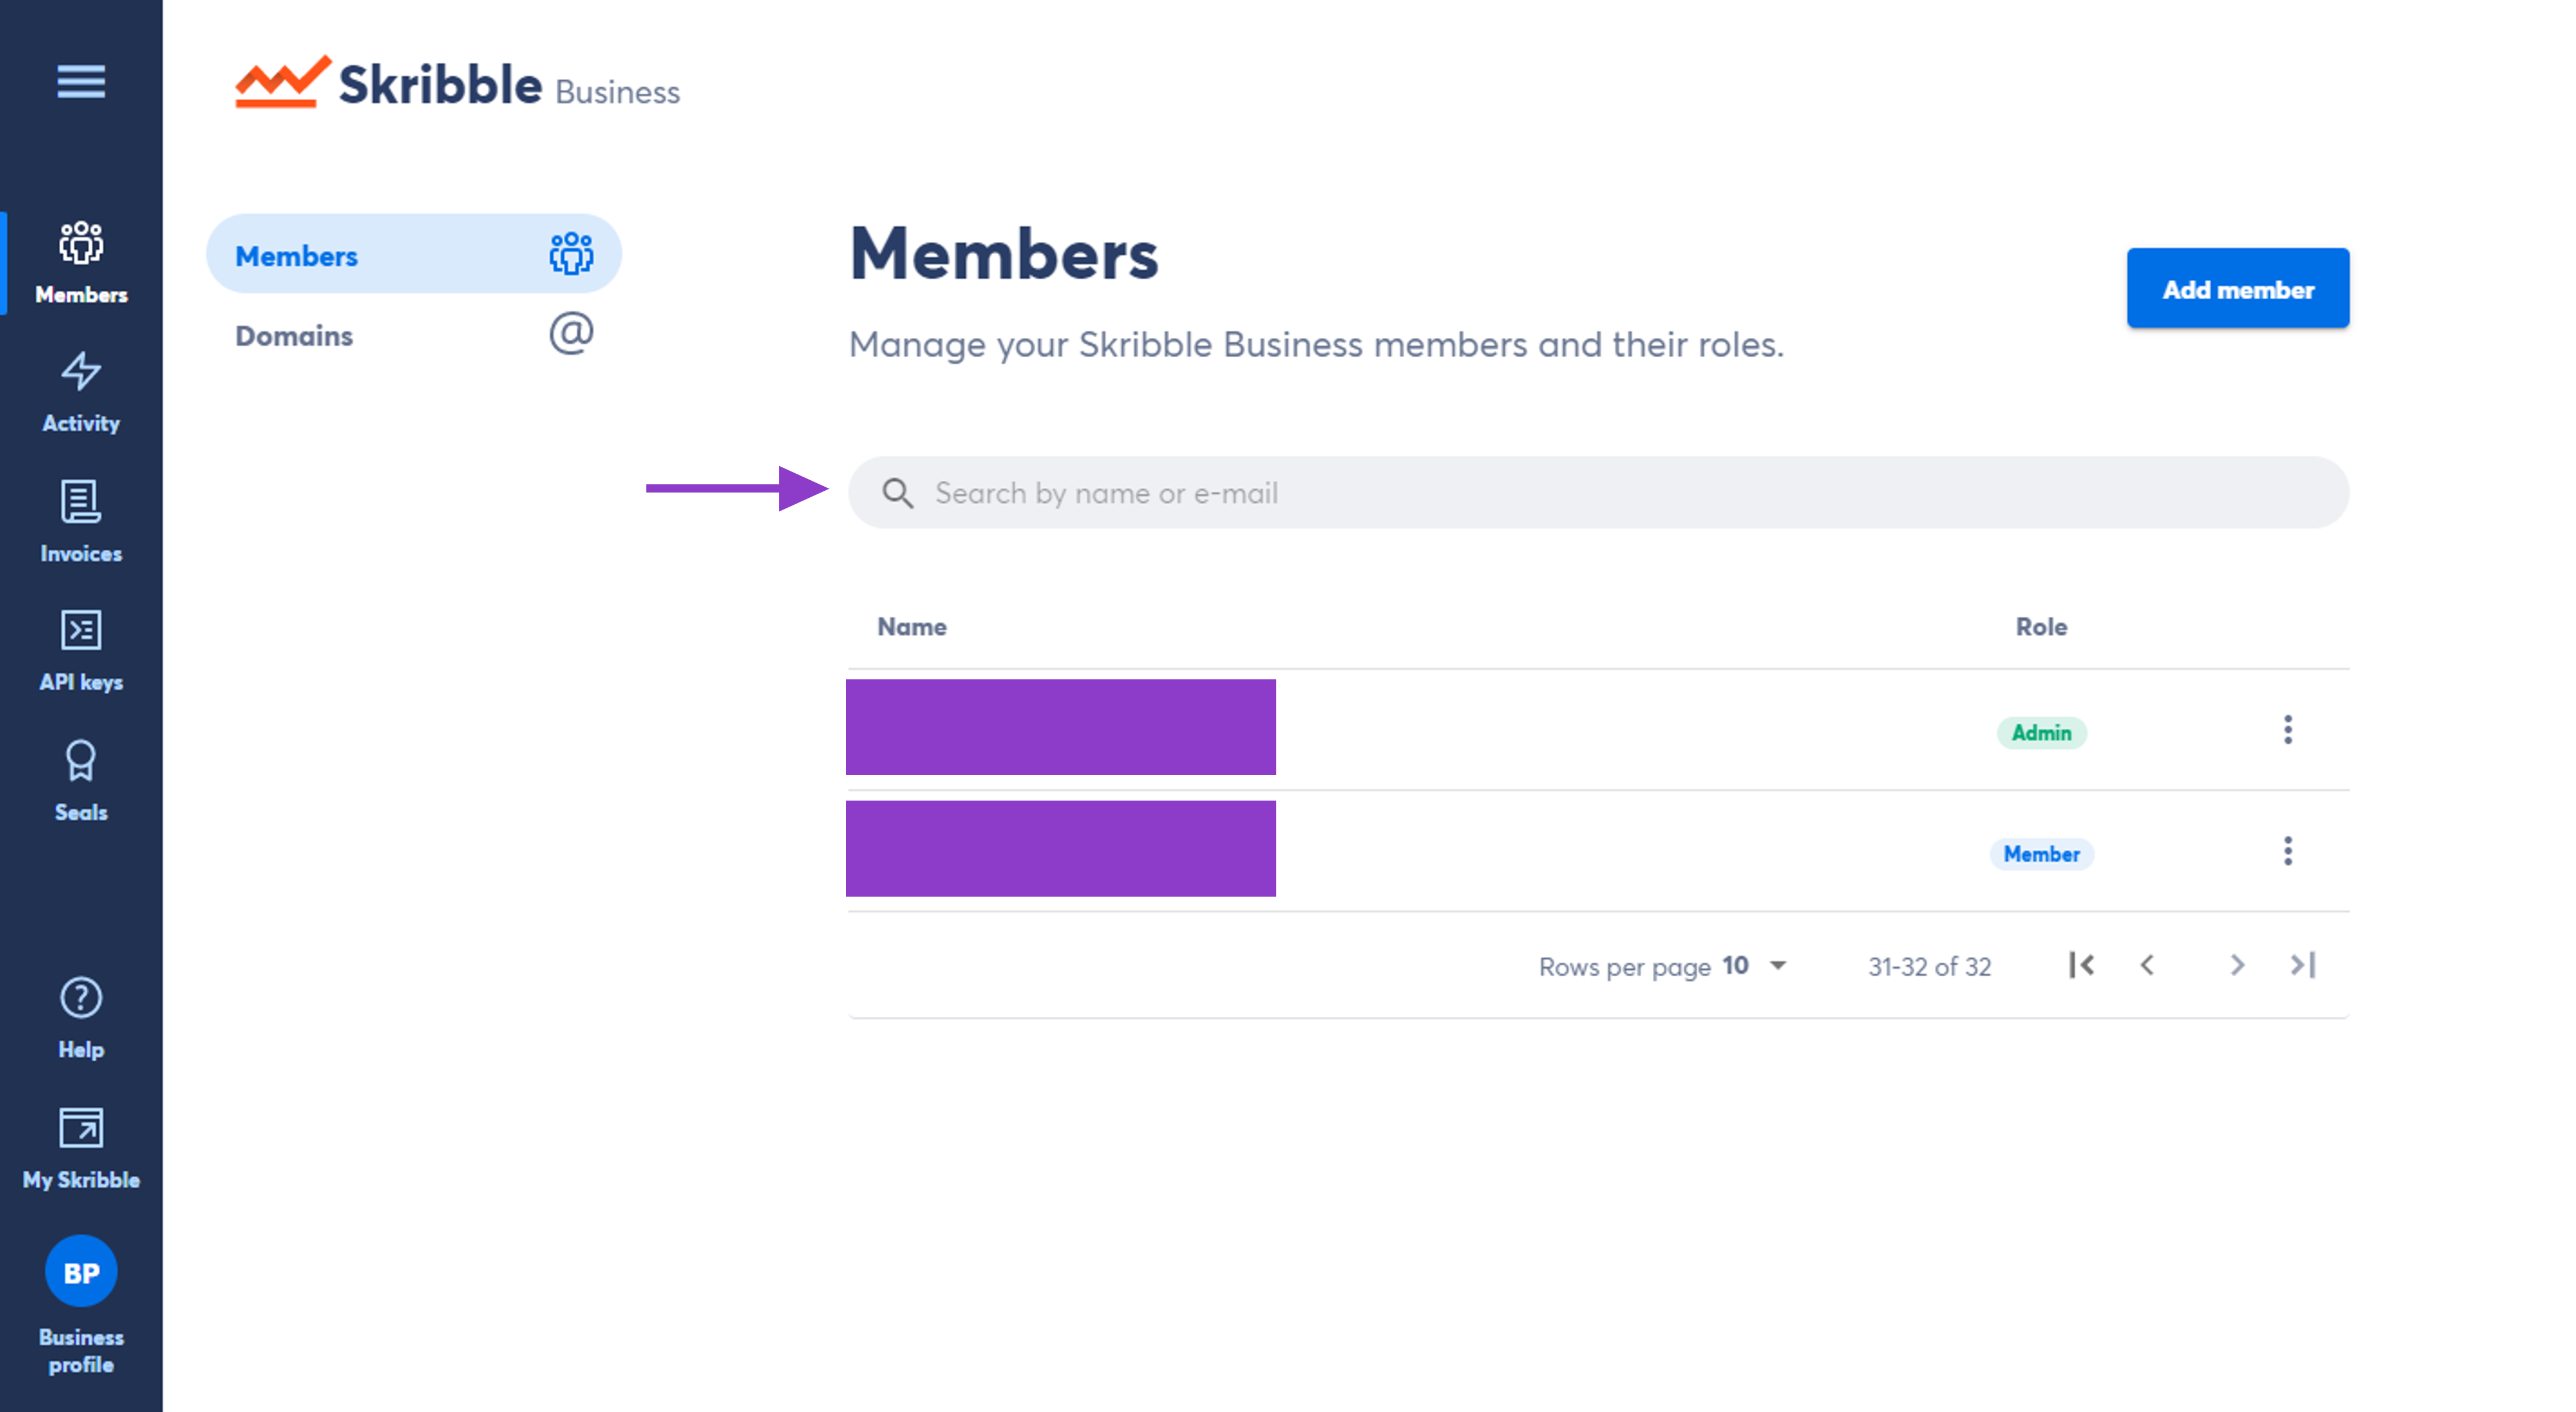 Skribble Business
Members
Activity
Invoices
API keys
Seals
Help
My Skribble
BP
Business
profile
Members
Domains
@
Members
Add member
Manage your Skribble Business members and their roles.
Search by name or e-mail
Name Role
Admin
Member
Rows per page 10 31-32 of 32